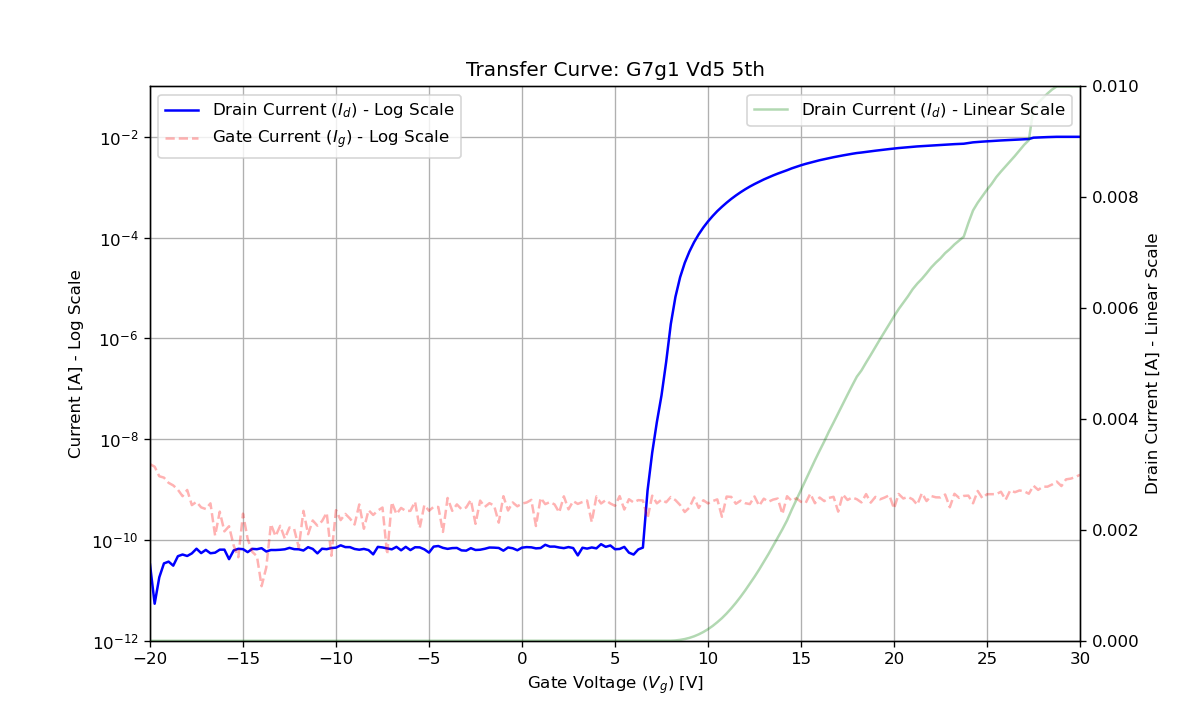 Transfer Curve: G7g1 Vd5 5th
Drain Current (I_d) - Log Scale
Gate Current (I_g) - Log Scale
Drain Current (I_d) - Linear Scale
Current [A] - Log Scale
10^−2
10^−4
10^−6
10^−8
10^−10
10^−12
0.010
0.008
0.006
0.004
0.002
0.000
Drain Current [A] - Linear Scale
−20 −15 −10 −5 0 5 10 15 20 25 30
Gate Voltage (V_g) [V]